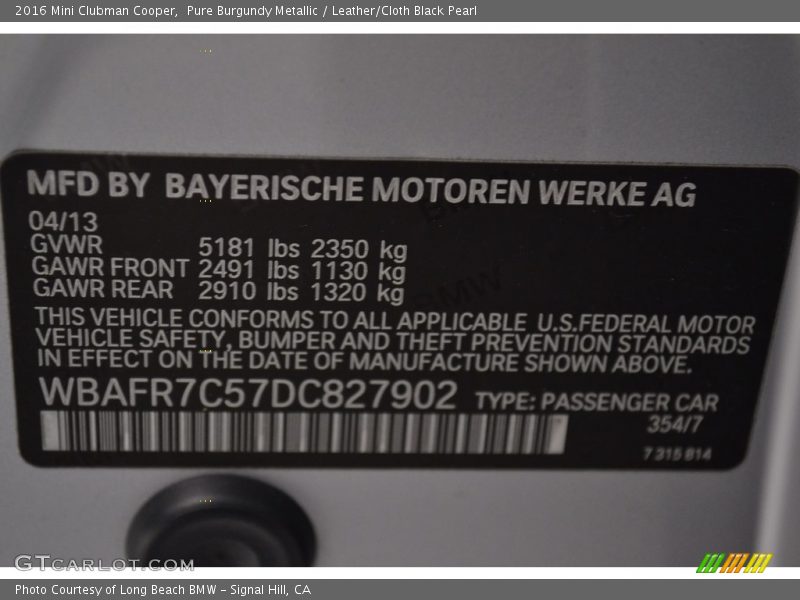 2016 Mini Clubman Cooper, Pure Burgundy Metallic / Leather/Cloth Black Pearl
MFD BY BAYERISCHE MOTOREN WERKE AG
04/13
GVWR 5181 lbs 2350 kg
GAWR FRONT 2491 lbs 1130 kg
GAWR REAR 2910 lbs 1320 kg
THIS VEHICLE CONFORMS TO ALL APPLICABLE U.S.FEDERAL MOTOR
VEHICLE SAFETY, BUMPER AND THEFT PREVENTION STANDARDS
IN EFFECT ON THE DATE OF MANUFACTURE SHOWN ABOVE.
WBAFR7C57DC827902 TYPE: PASSENGER CAR
354/7
7 315 814
GTCARLOT.COM
Photo Courtesy of Long Beach BMW - Signal Hill, CA